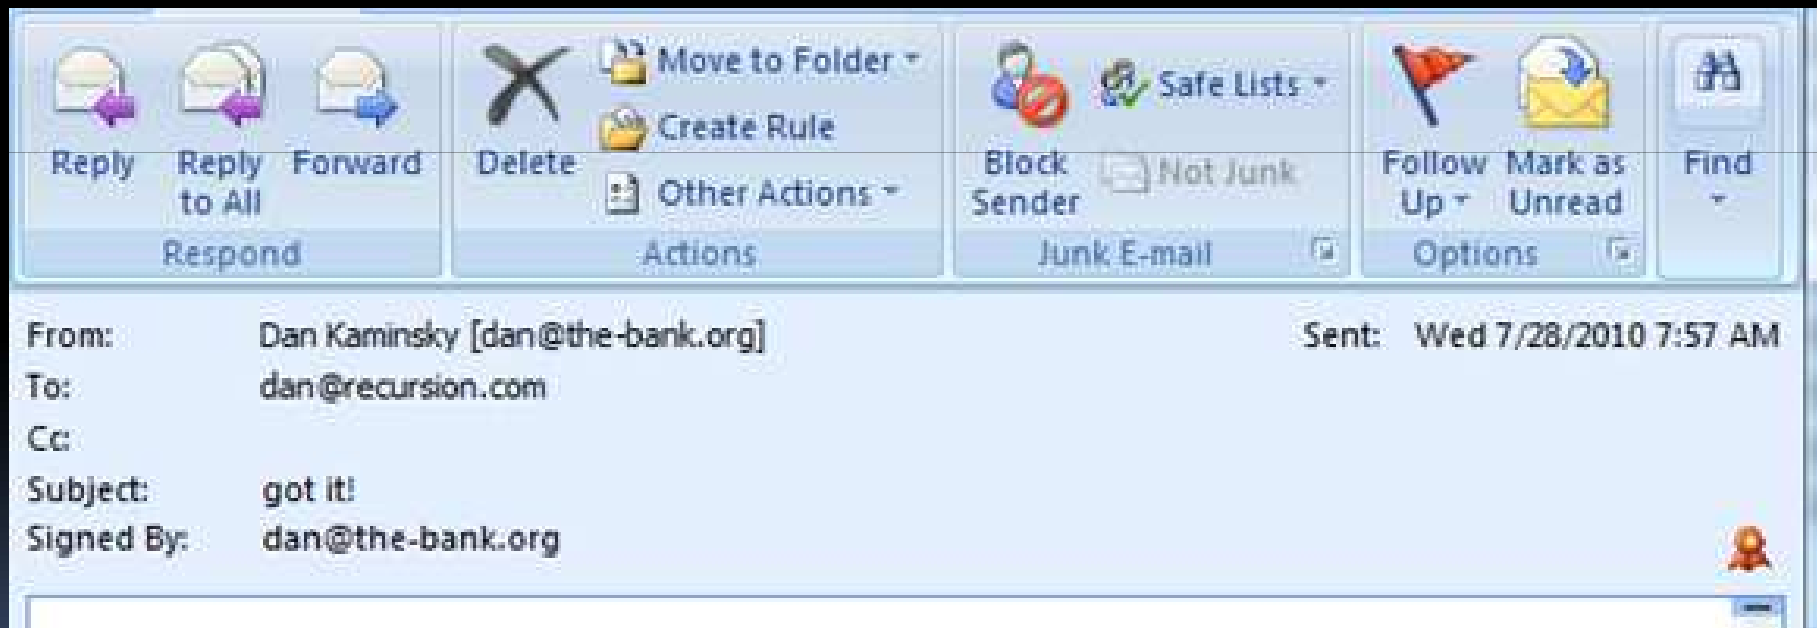 Reply
Reply to All
Forward
Respond
Delete
Move to Folder
Create Rule
Other Actions
Actions
Block Sender
Safe Lists
Not Junk
Junk E-mail
Follow Up
Mark as Unread
Options
Find
From: Dan Kaminsky [dan@the-bank.org] Sent: Wed 7/28/2010 7:57 AM
To: dan@recursion.com
Cc:
Subject: got it!
Signed By: dan@the-bank.org